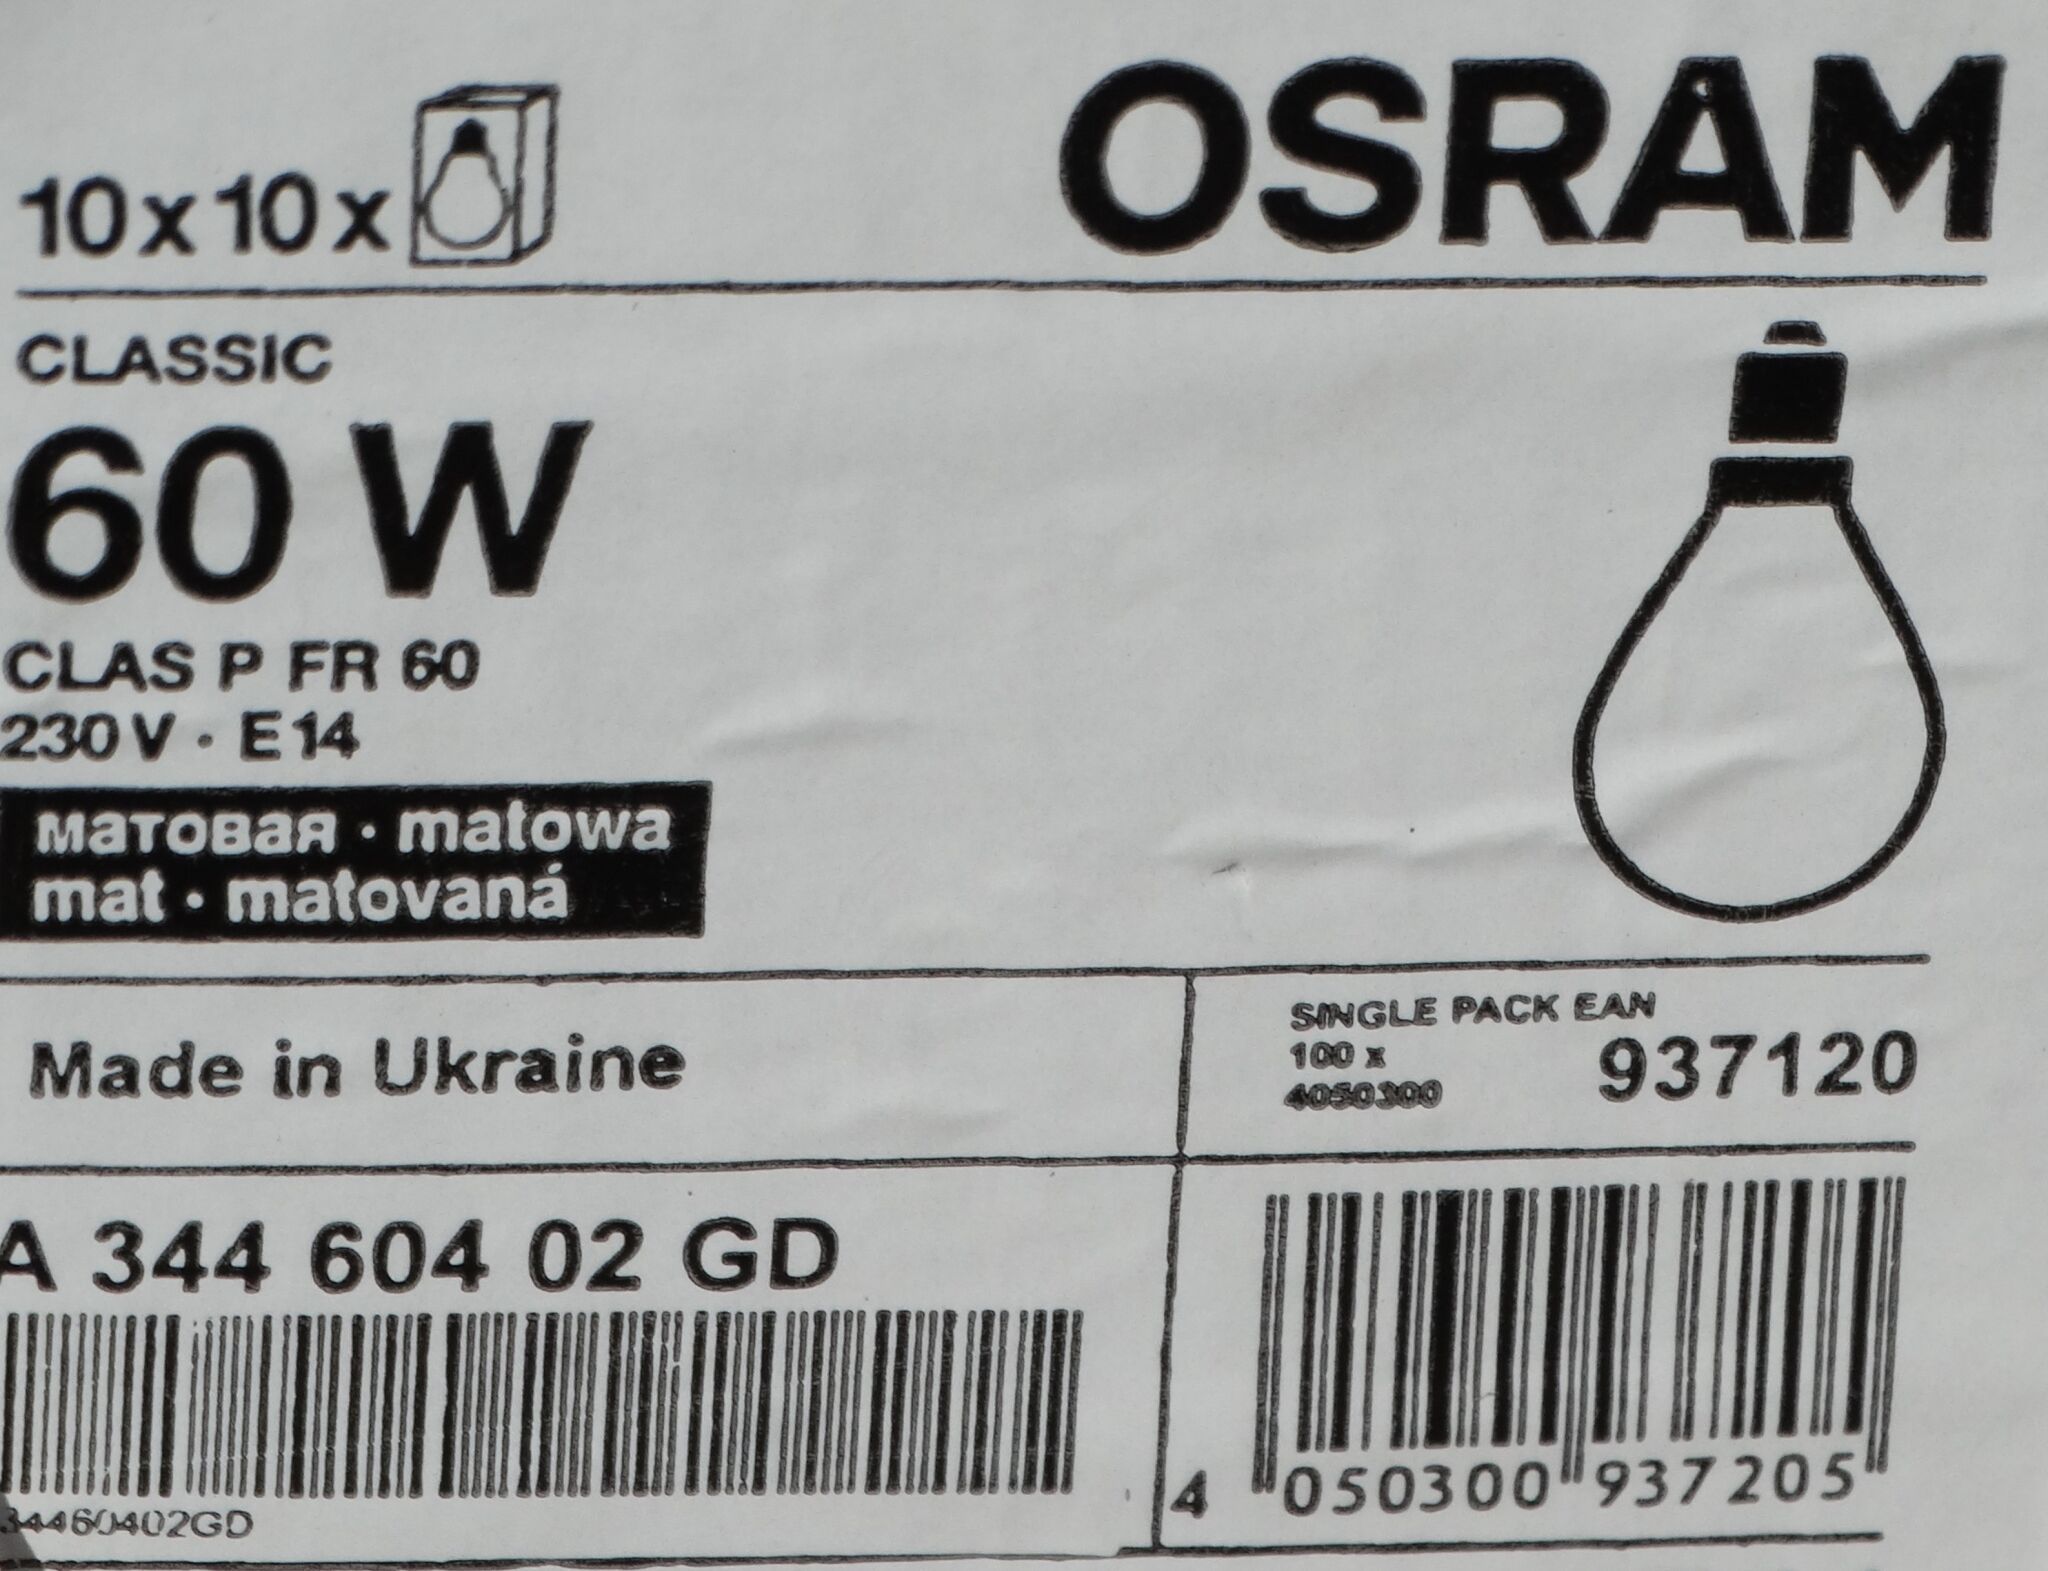 10 x 10 x
OSRAM
CLASSIC
60 W
CLAS P FR 60
230 V · E 14
матовая · matowa
mat · matovaná
Made in Ukraine
SINGLE PACK EAN
100 x
4050300 937120
A 344 604 02 GD
34460402GD
4 050300 937205